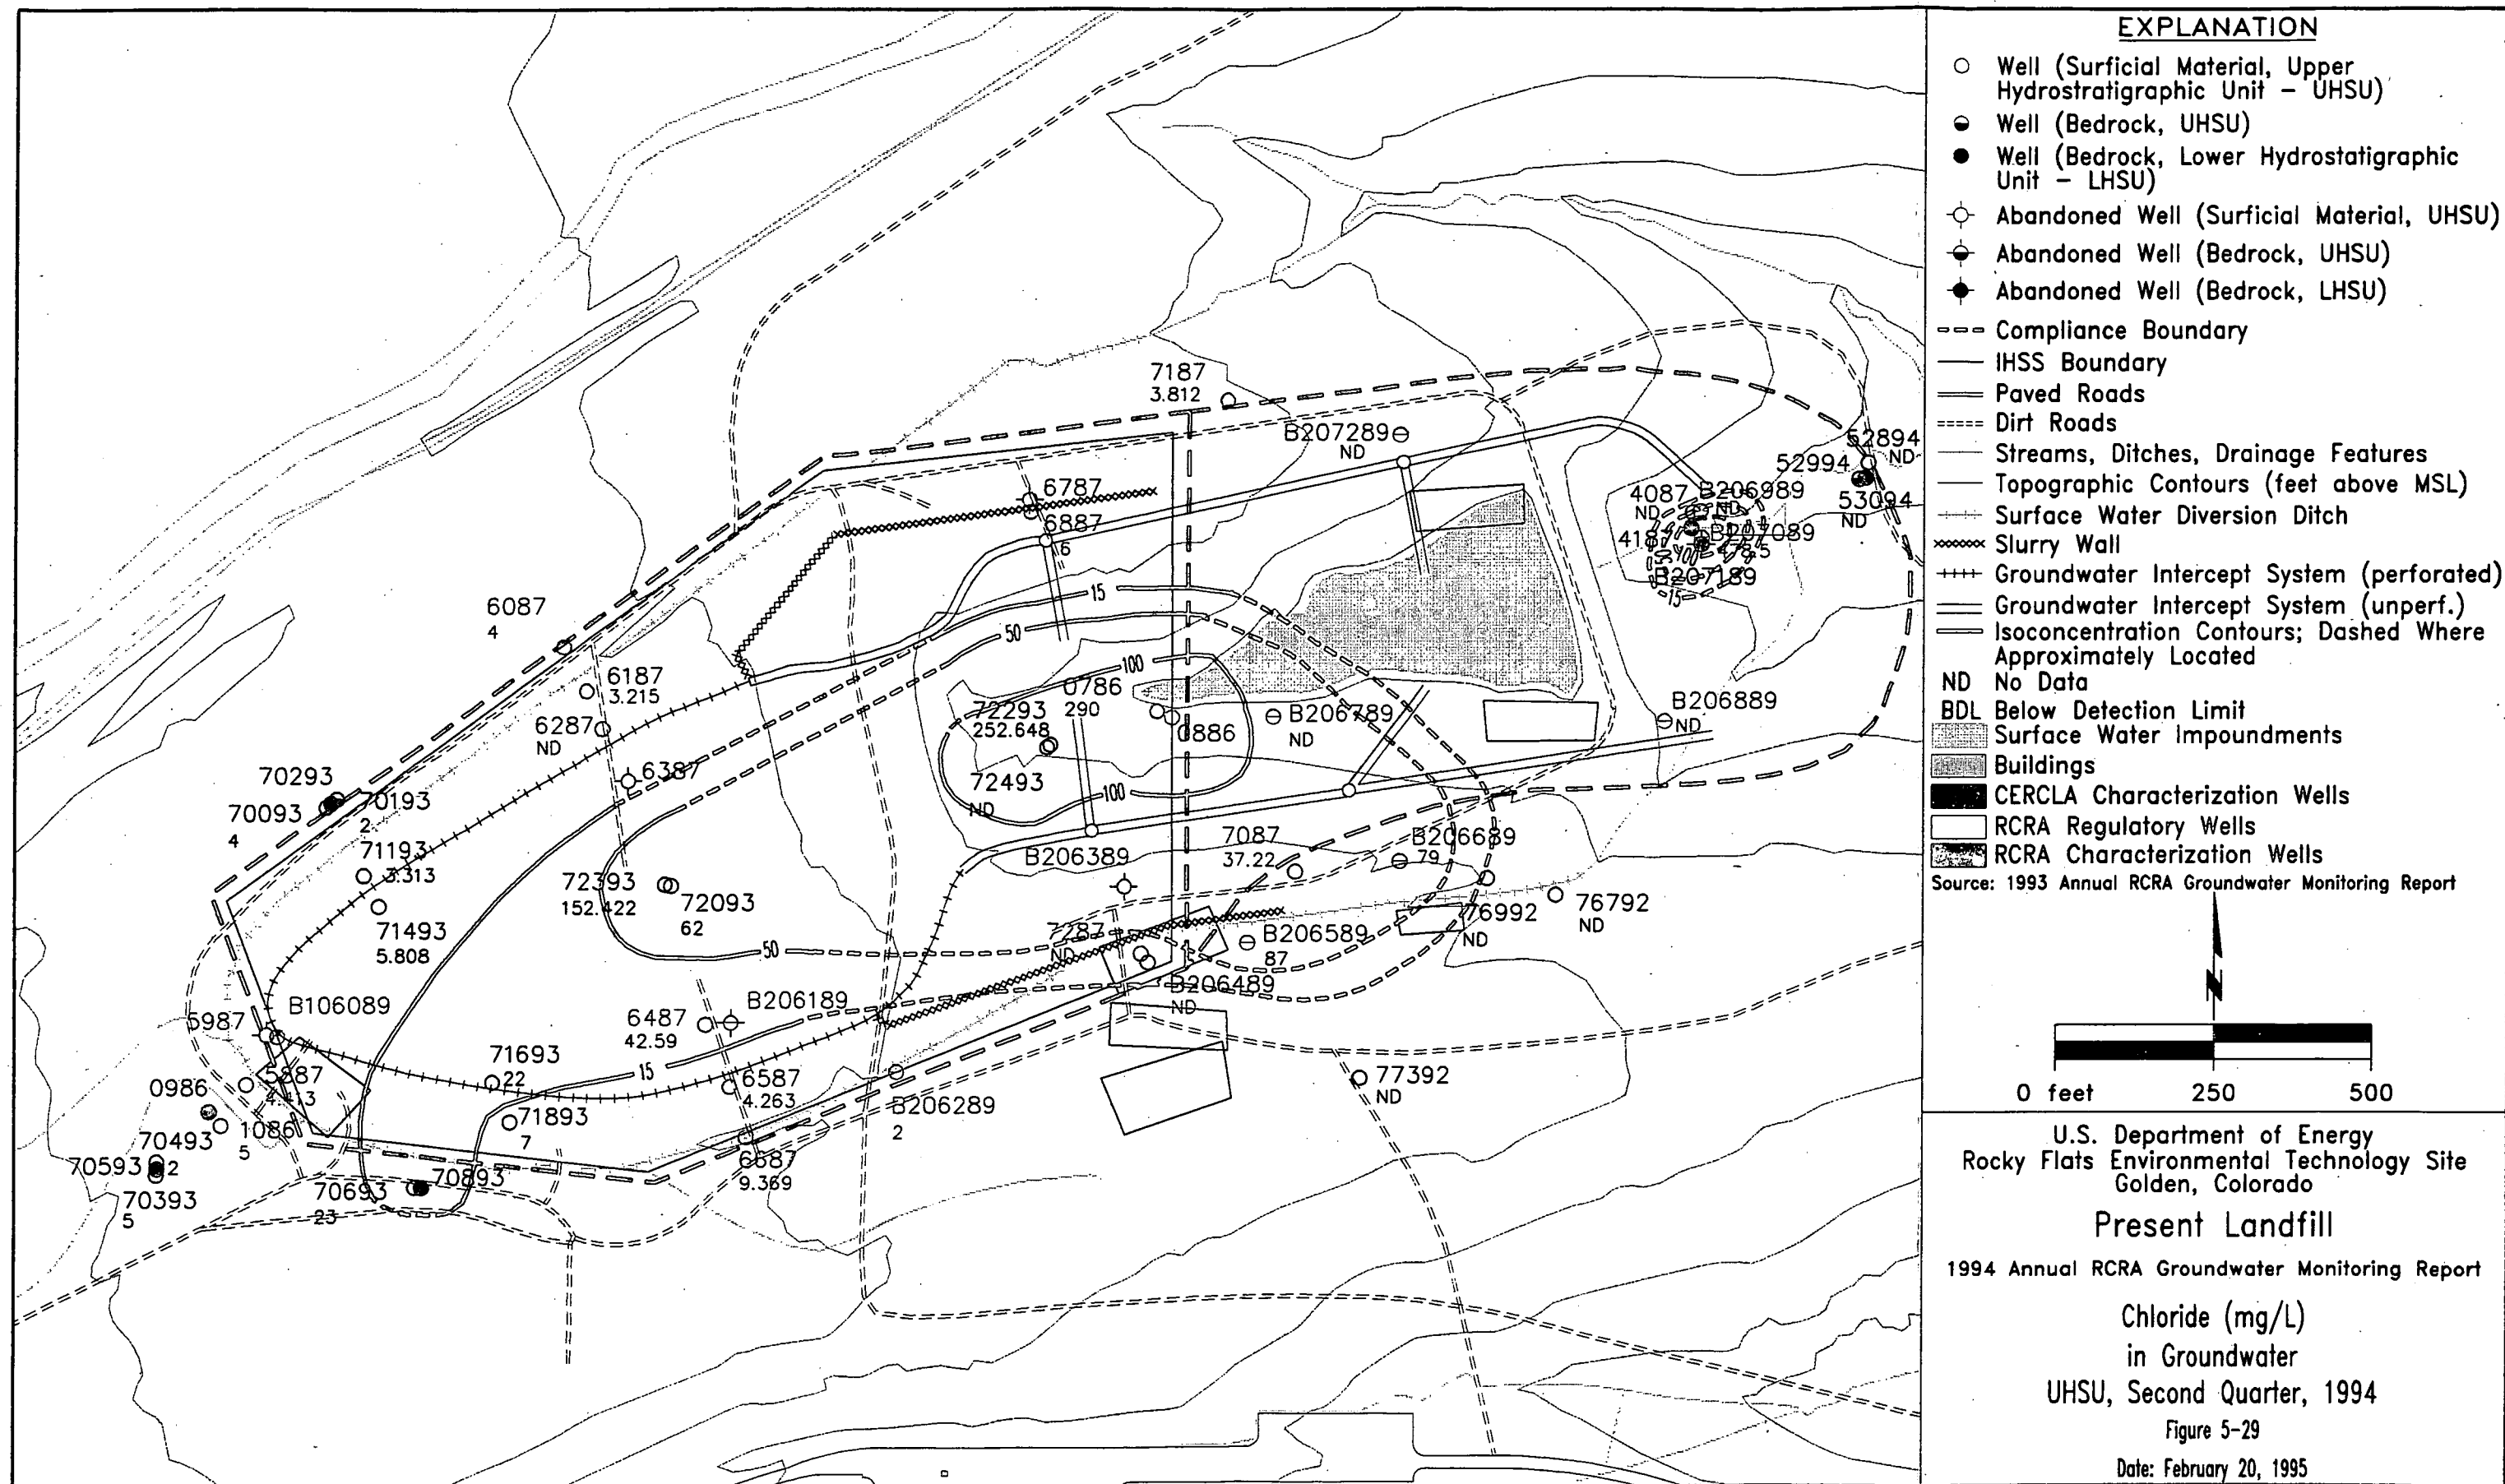 EXPLANATION
Well (Surficial Material, Upper
Hydrostratigraphic Unit – UHSU)
Well (Bedrock, UHSU)
Well (Bedrock, Lower Hydrostatigraphic
Unit – LHSU)
Abandoned Well (Surficial Material, UHSU)
Abandoned Well (Bedrock, UHSU)
Abandoned Well (Bedrock, LHSU)
Compliance Boundary
IHSS Boundary
Paved Roads
Dirt Roads
Streams, Ditches, Drainage Features
Topographic Contours (feet above MSL)
Surface Water Diversion Ditch
Slurry Wall
Groundwater Intercept System (perforated)
Groundwater Intercept System (unperf.)
Isoconcentration Contours; Dashed Where
Approximately Located
ND No Data
BDL Below Detection Limit
Surface Water Impoundments
Buildings
CERCLA Characterization Wells
RCRA Regulatory Wells
RCRA Characterization Wells
Source: 1993 Annual RCRA Groundwater Monitoring Report
N
0 feet 250 500
U.S. Department of Energy
Rocky Flats Environmental Technology Site
Golden, Colorado
Present Landfill
1994 Annual RCRA Groundwater Monitoring Report
Chloride (mg/L)
in Groundwater
UHSU, Second Quarter, 1994
Figure 5-29
Date: February 20, 1995
7187
3.812
B207289
ND
52894
ND
52994
53094
ND
4087
ND
B206989
ND
B207089
B207189
15
6787
6887
6
6087
4
6187
3.215
6287
ND
6387
15
50
100
0786
290
72293
252.648
0886
72493
ND
100
B206789
ND
B206889
ND
70293
70093
4
70193
2
71193
3.313
71493
5.808
72393
152.422
72093
62
50
B206389
7087
37.22
B206689
79
76992
ND
76792
ND
7287
ND
B206589
87
B206489
ND
B106089
5987
B206189
6487
42.59
15
71693
22
5887
4.413
0986
1086
5
71893
7
6587
4.263
B206289
2
6687
9.369
77392
ND
70493
2
70593
70393
5
70693
23
70893